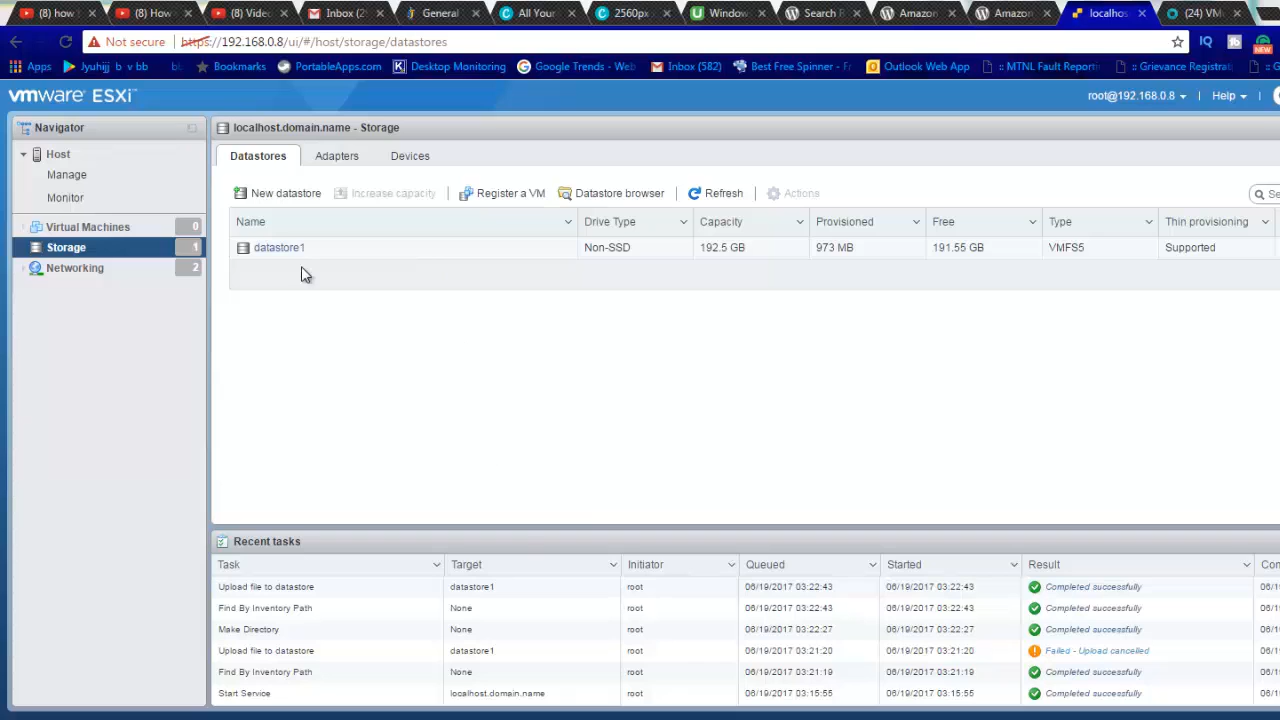 (8) how
(8) How
(8) Vide
Inbox (2
General
All Your
2560px
Window
Search R
Amazon
Amazon
localhos
(24) VM
Not secure https://192.168.0.8/ui/#/host/storage/datastores
IQ
NEW
Apps
Jyuhijj b v bb
Bookmarks
PortableApps.com
Desktop Monitoring
Google Trends - Web
Inbox (582)
Best Free Spinner - Fr
Outlook Web App
:: MTNL Fault Reporti
:: Grievance Registrat
:: G
vmware ESXi
root@192.168.0.8
Help
Navigator
Host
Manage
Monitor
Virtual Machines 0
Storage 1
Networking 2
localhost.domain.name - Storage
Datastores Adapters Devices
New datastore Increase capacity Register a VM Datastore browser Refresh Actions Se
Name Drive Type Capacity Provisioned Free Type Thin provisioning
datastore1 Non-SSD 192.5 GB 973 MB 191.55 GB VMFS5 Supported
Recent tasks
Task Target Initiator Queued Started Result Con
Upload file to datastore datastore1 root 06/19/2017 03:22:43 06/19/2017 03:22:43 Completed successfully 06/1
Find By Inventory Path None root 06/19/2017 03:22:43 06/19/2017 03:22:43 Completed successfully 06/1
Make Directory None root 06/19/2017 03:22:27 06/19/2017 03:22:27 Completed successfully 06/1
Upload file to datastore datastore1 root 06/19/2017 03:21:20 06/19/2017 03:21:20 Failed - Upload cancelled 06/1
Find By Inventory Path None root 06/19/2017 03:21:19 06/19/2017 03:21:19 Completed successfully 06/1
Start Service localhost.domain.name root 06/19/2017 03:15:55 06/19/2017 03:15:55 Completed successfully 06/1